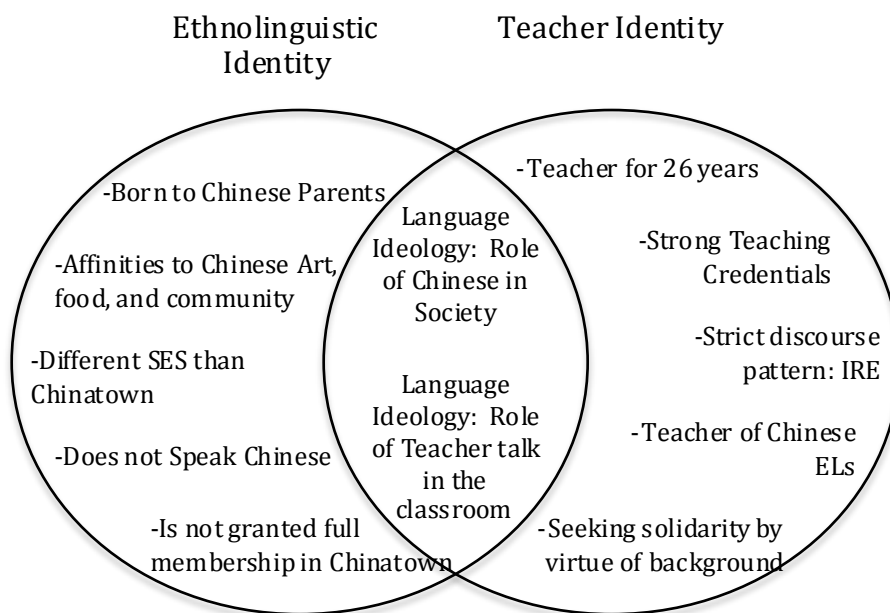 Ethnolinguistic
Identity
Teacher Identity
-Born to Chinese Parents
-Affinities to Chinese Art,
food, and community
-Different SES than
Chinatown
-Does not Speak Chinese
-Is not granted full
membership in Chinatown
Language
Ideology: Role
of Chinese in
Society
Language
Ideology: Role
of Teacher talk
in the
classroom
-Teacher for 26 years
-Strong Teaching
Credentials
-Strict discourse
pattern: IRE
-Teacher of Chinese
ELs
-Seeking solidarity by
virtue of background